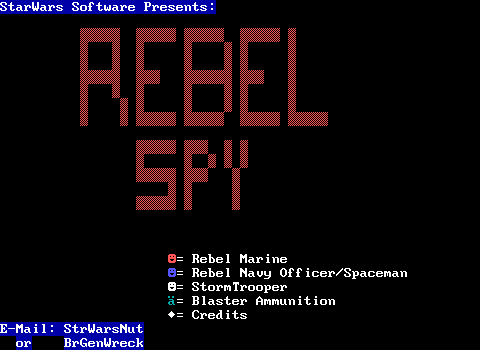 StarWars Software Presents:
REBEL
SPY
☻= Rebel Marine
☻= Rebel Navy Officer/Spaceman
☻= StormTrooper
ä= Blaster Ammunition
♦= Credits
E-Mail: StrWarsNut
or BrGenWreck